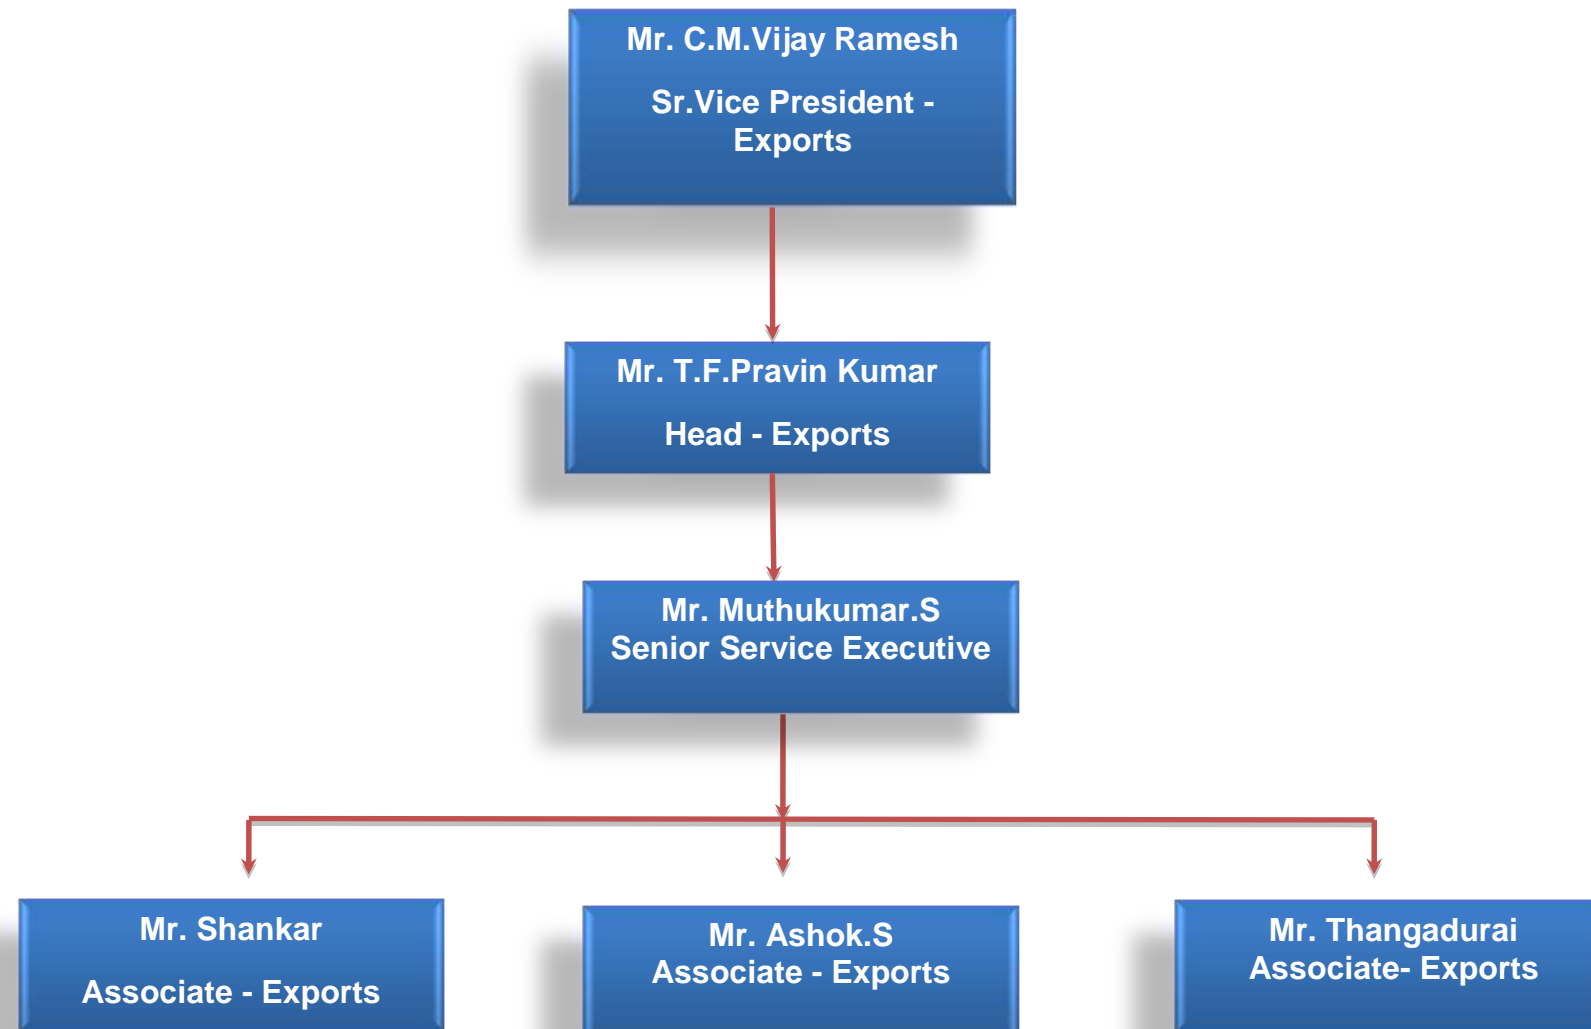 Mr. C.M.Vijay Ramesh
Sr.Vice President -
Exports
Mr. T.F.Pravin Kumar
Head - Exports
Mr. Muthukumar.S
Senior Service Executive
Mr. Shankar
Associate - Exports
Mr. Ashok.S
Associate - Exports
Mr. Thangadurai
Associate- Exports